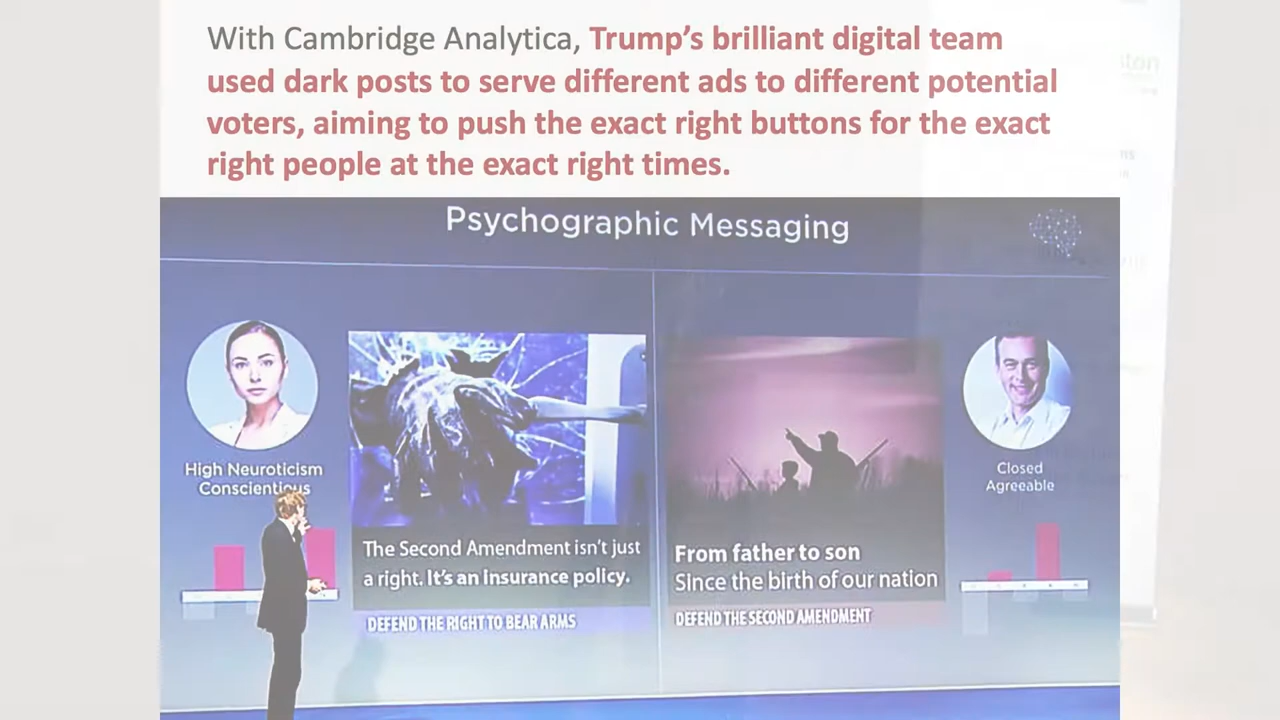 With Cambridge Analytica, Trump’s brilliant digital team
used dark posts to serve different ads to different potential
voters, aiming to push the exact right buttons for the exact
right people at the exact right times.
Psychographic Messaging
High Neuroticism
Conscientious
The Second Amendment isn’t just
a right. It’s an insurance policy.
DEFEND THE RIGHT TO BEAR ARMS
From father to son
Since the birth of our nation
DEFEND THE SECOND AMENDMENT
Closed
Agreeable